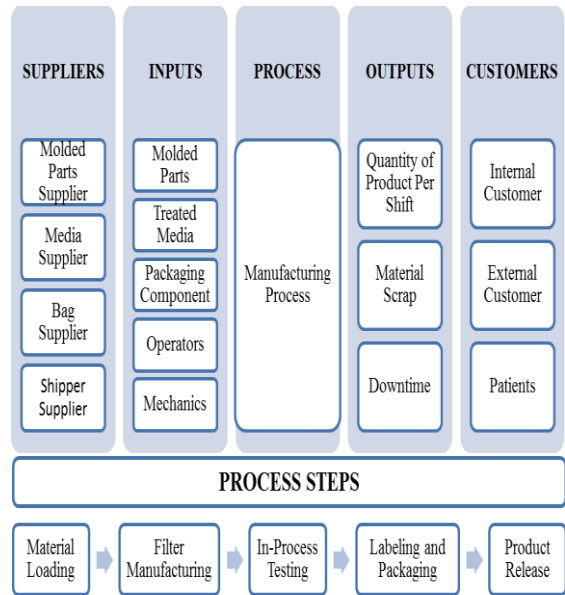 SUPPLIERS
Molded
Parts
Supplier
Media
Supplier
Bag
Supplier
Shipper
Supplier
INPUTS
Molded
Parts
Treated
Media
Packaging
Component
Operators
Mechanics
PROCESS
Manufacturing
Process
OUTPUTS
Quantity of
Product Per
Shift
Material
Scrap
Downtime
CUSTOMERS
Internal
Customer
External
Customer
Patients
PROCESS STEPS
Material
Loading
Filter
Manufacturing
In-Process
Testing
Labeling and
Packaging
Product
Release